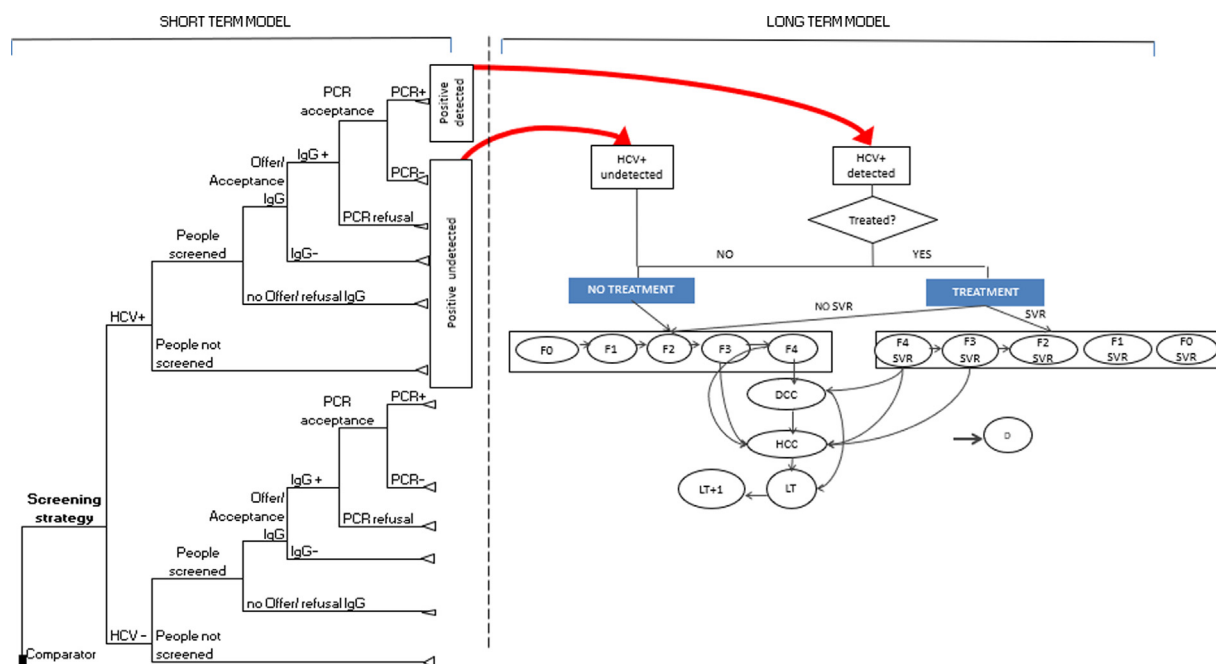 SHORT TERM MODEL
LONG TERM MODEL
PCR
acceptance
PCR+
Positive
detected
Offer/
Acceptance
IgG
IgG +
PCR-
PCR refusal
People
screened
IgG-
no Offer/ refusal IgG
HCV+
People not
screened
Positive undetected
PCR
acceptance
PCR+
PCR-
IgG +
PCR refusal
Offer/
Acceptance
IgG
IgG-
Screening
strategy
People
screened
no Offer/ refusal IgG
HCV -
People not
screened
Comparator
HCV+
undetected
HCV+
detected
Treated?
NO
YES
NO TREATMENT
TREATMENT
NO SVR
SVR
F0
F1
F2
F3
F4
F4
SVR
F3
SVR
F2
SVR
F1
SVR
F0
SVR
DCC
HCC
D
LT+1
LT